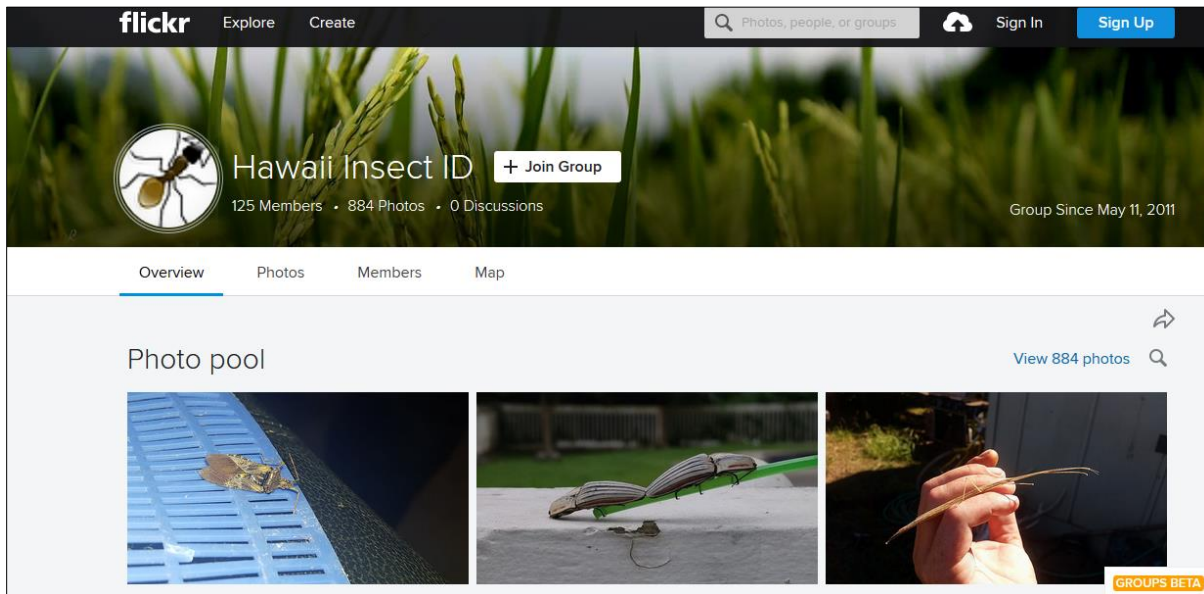 flickr Explore Create Photos, people, or groups Sign In Sign Up
Hawaii Insect ID + Join Group
125 Members • 884 Photos • 0 Discussions
Group Since May 11, 2011
Overview Photos Members Map
Photo pool View 884 photos
GROUPS BETA